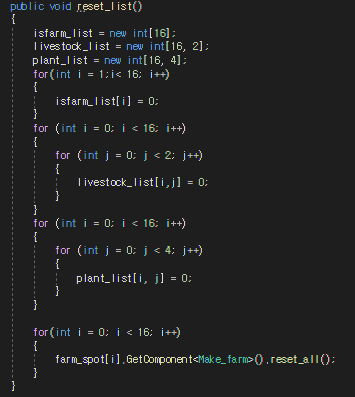 public void reset_list()
{
isfarm_list = new int[16];
livestock_list = new int[16, 2];
plant_list = new int[16, 4];
for(int i = 1;i< 16; i++)
{
isfarm_list[i] = 0;
}
for (int i = 0; i < 16; i++)
{
for (int j = 0; j < 2; j++)
{
livestock_list[i,j] = 0;
}
}
for (int i = 0; i < 16; i++)
{
for (int j = 0; j < 4; j++)
{
plant_list[i, j] = 0;
}
}
for(int i = 0; i < 16; i++)
{
farm_spot[i].GetComponent<Make_farm>().reset_all();
}
}